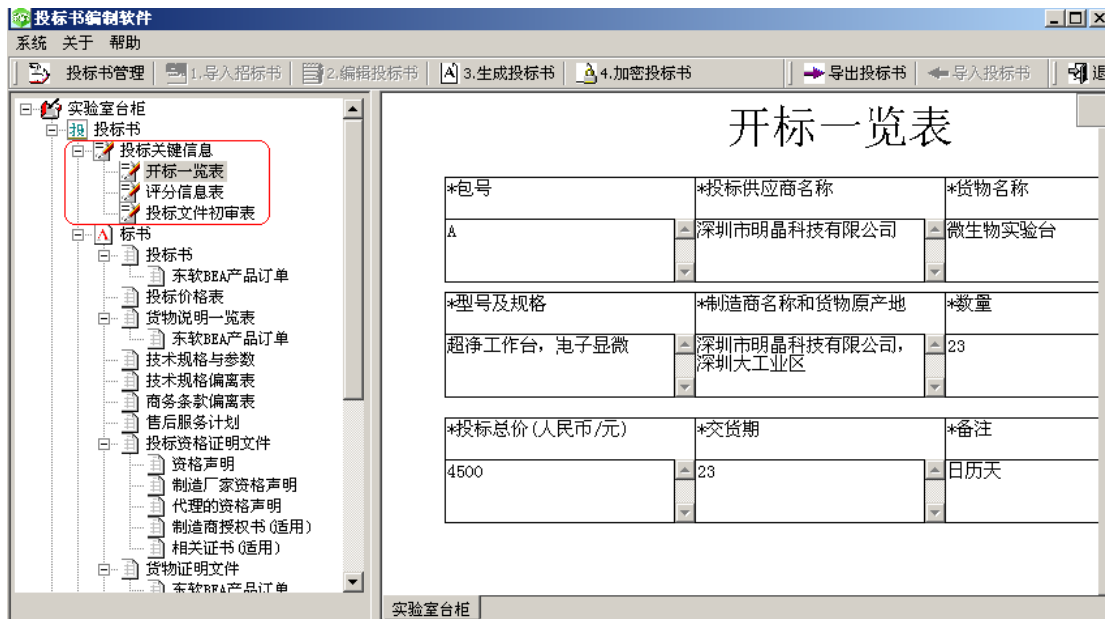 投标书编制软件
系统 关于 帮助
投标书管理 1.导入招标书 2.编辑投标书 3.生成投标书 4.加密投标书 导出投标书 导入投标书 退
实验室台柜
投标书
投标关键信息
开标一览表
评分信息表
投标文件初审表
标书
投标书
东软BEA产品订单
投标价格表
货物说明一览表
东软BEA产品订单
技术规格与参数
技术规格偏离表
商务条款偏离表
售后服务计划
投标资格证明文件
资格声明
制造厂家资格声明
代理的资格声明
制造商授权书(适用)
相关证书(适用)
货物证明文件
东软BEA产品订单
开标一览表
*包号 *投标供应商名称 *货物名称
A 深圳市明晶科技有限公司 微生物实验台
*型号及规格 *制造商名称和货物原产地 *数量
超净工作台，电子显微 深圳市明晶科技有限公司， 23
深圳大工业区
*投标总价(人民币/元) *交货期 *备注
4500 23 日历天
实验室台柜